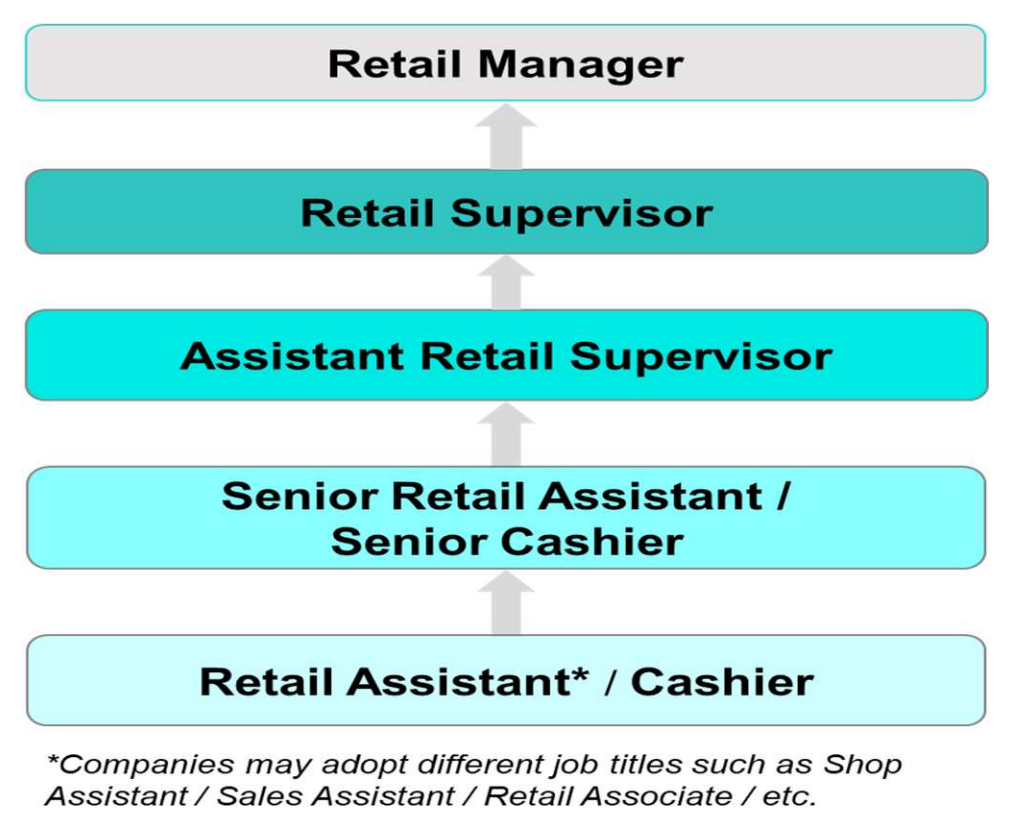 Retail Manager
Retail Supervisor
Assistant Retail Supervisor
Senior Retail Assistant /
Senior Cashier
Retail Assistant* / Cashier
*Companies may adopt different job titles such as Shop
Assistant / Sales Assistant / Retail Associate / etc.